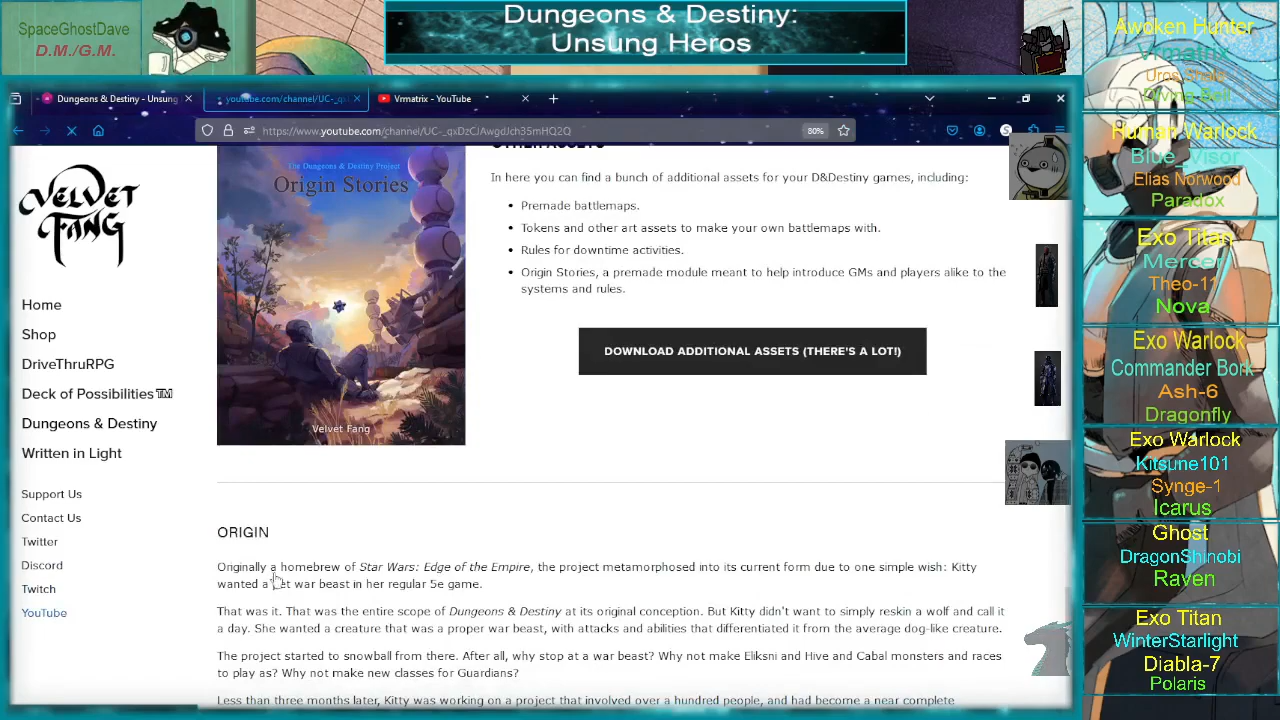 SpaceGhostDave
D.M./G.M.
Dungeons & Destiny:
Unsung Heros
Dungeons & Destiny - Unsung
youtube.com/channel/UC-_qx
Vrmatrix - YouTube
https://www.youtube.com/channel/UC-_qxDzCJAwgdJch35mHQ2Q
80%
VELVET
FANG
Home
Shop
DriveThruRPG
Deck of Possibilities™
Dungeons & Destiny
Written in Light
Support Us
Contact Us
Twitter
Discord
Twitch
YouTube
The Dungeons & Destiny Project
Origin Stories
Velvet Fang
OTHER ASSETS
In here you can find a bunch of additional assets for your D&Destiny games, including:
• Premade battlemaps.
• Tokens and other art assets to make your own battlemaps with.
• Rules for downtime activities.
• Origin Stories, a premade module meant to help introduce GMs and players alike to the
systems and rules.
DOWNLOAD ADDITIONAL ASSETS (THERE'S A LOT!)
ORIGIN
Originally a homebrew of Star Wars: Edge of the Empire, the project metamorphosed into its current form due to one simple wish: Kitty
wanted a pet war beast in her regular 5e game.
That was it. That was the entire scope of Dungeons & Destiny at its original conception. But Kitty didn't want to simply reskin a wolf and call it
a day. She wanted a creature that was a proper war beast, with attacks and abilities that differentiated it from the average dog-like creature.
The project started to snowball from there. After all, why stop at a war beast? Why not make Eliksni and Hive and Cabal monsters and races
to play as? Why not make new classes for Guardians?
Less than three months later, Kitty was working on a project that involved over a hundred people, and had become a near complete
Awoken Hunter
Vrmatrix
Uros Shield
Diving Bell
Human Warlock
Blue_Visor
Elias Norwood
Paradox
Exo Titan
Mercer
Theo-11
Nova
Exo Warlock
Commander Bork
Ash-6
Dragonfly
Exo Warlock
Kitsune101
Synge-1
Icarus
Ghost
DragonShinobi
Raven
Exo Titan
WinterStarlight
Diabla-7
Polaris